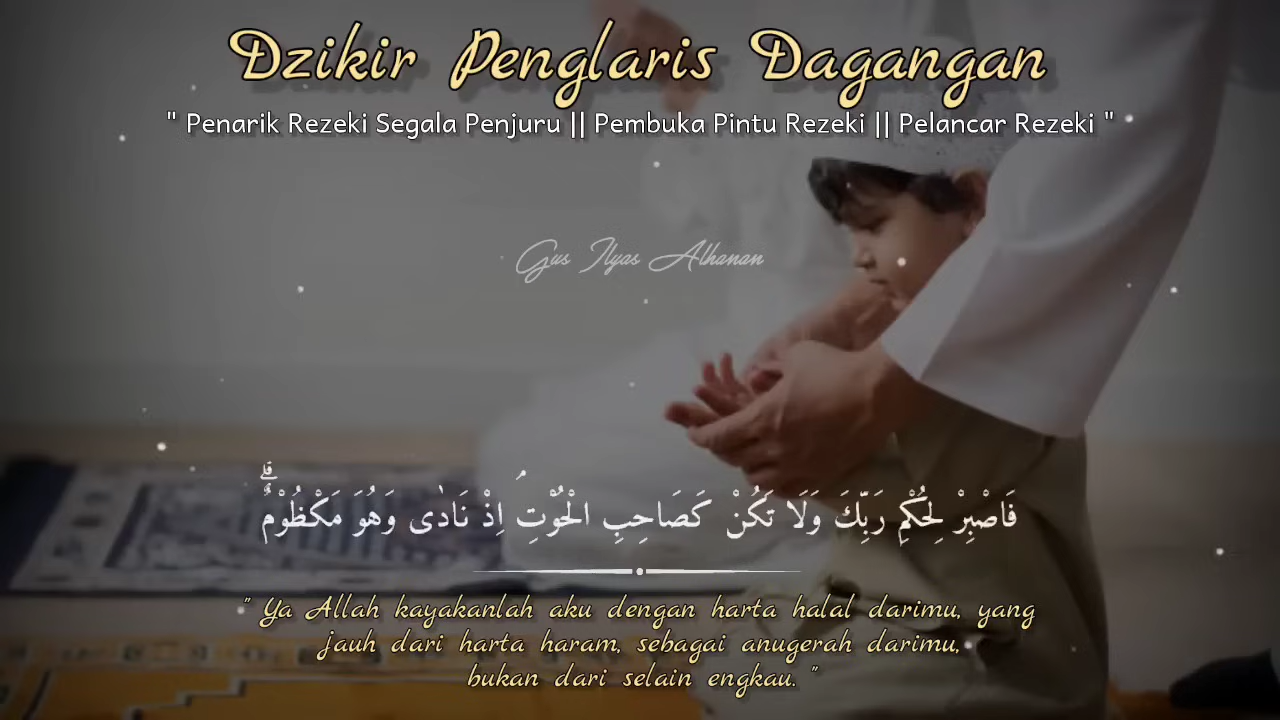 Dzikir Penglaris Dagangan
" Penarik Rezeki Segala Penjuru || Pembuka Pintu Rezeki || Pelancar Rezeki "
Gus Ilyas Alhanan
فَاصْبِرْ لِحُكْمِ رَبِّكَ وَلَا تَكُنْ كَصَاحِبِ الْحُوْتِۘ اِذْ نَادٰى وَهُوَ مَكْظُوْمٌۗ
" Ya Allah kayakanlah aku dengan harta halal darimu, yang
jauh dari harta haram, sebagai anugerah darimu,
bukan dari selain engkau. "